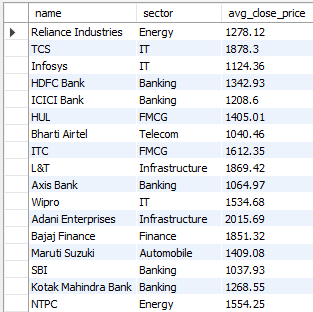 name sector avg_close_price
Reliance Industries Energy 1278.12
TCS IT 1878.3
Infosys IT 1124.36
HDFC Bank Banking 1342.93
ICICI Bank Banking 1208.6
HUL FMCG 1405.01
Bharti Airtel Telecom 1040.46
ITC FMCG 1612.35
L&T Infrastructure 1869.42
Axis Bank Banking 1064.97
Wipro IT 1534.68
Adani Enterprises Infrastructure 2015.69
Bajaj Finance Finance 1851.32
Maruti Suzuki Automobile 1409.08
SBI Banking 1037.93
Kotak Mahindra Bank Banking 1268.55
NTPC Energy 1554.25